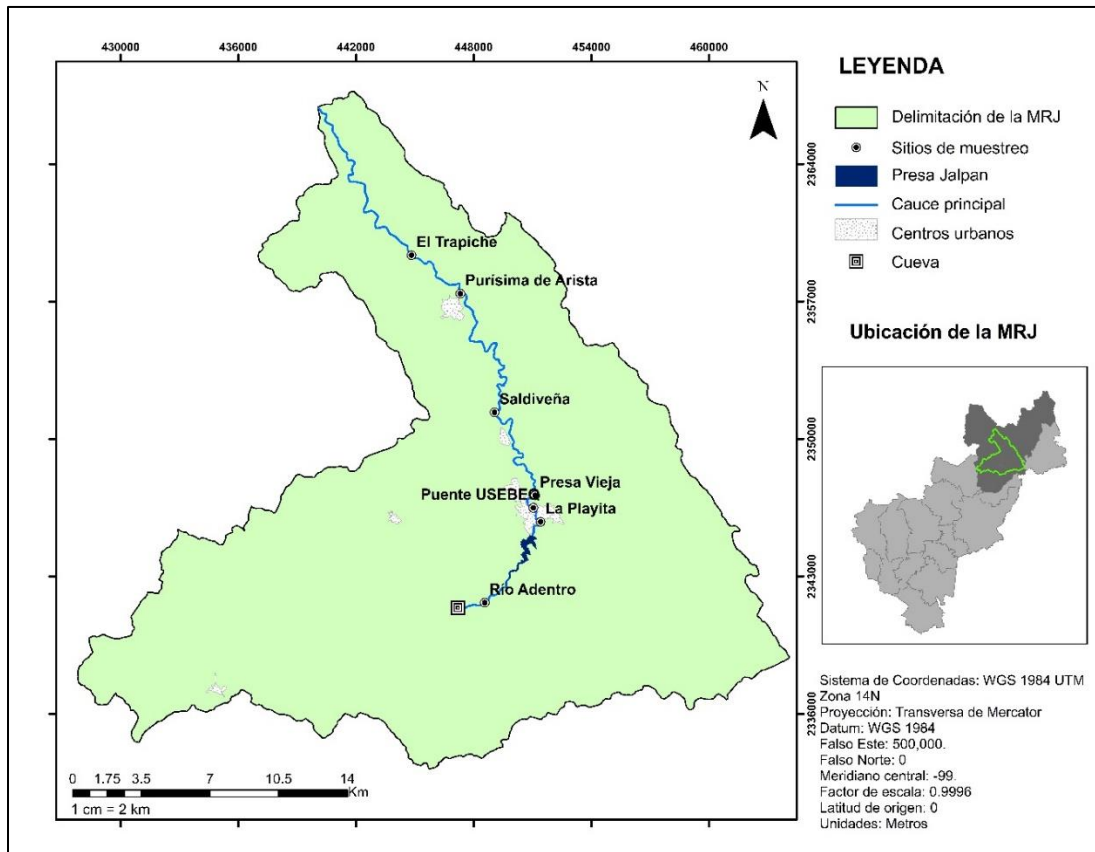 430000 436000 442000 448000 454000 460000
N
2364000
2357000
2350000
2343000
2336000
El Trapiche
Purísima de Arista
Saldiveña
Presa Vieja
Puente USEBEQ
La Playita
Río Adentro
0 1.75 3.5 7 10.5 14
Km
1 cm = 2 km
LEYENDA
Delimitación de la MRJ
Sitios de muestreo
Presa Jalpan
Cauce principal
Centros urbanos
Cueva
Ubicación de la MRJ
Sistema de Coordenadas: WGS 1984 UTM
Zona 14N
Proyección: Transversa de Mercator
Datum: WGS 1984
Falso Este: 500,000.
Falso Norte: 0
Meridiano central: -99.
Factor de escala: 0.9996
Latitud de origen: 0
Unidades: Metros